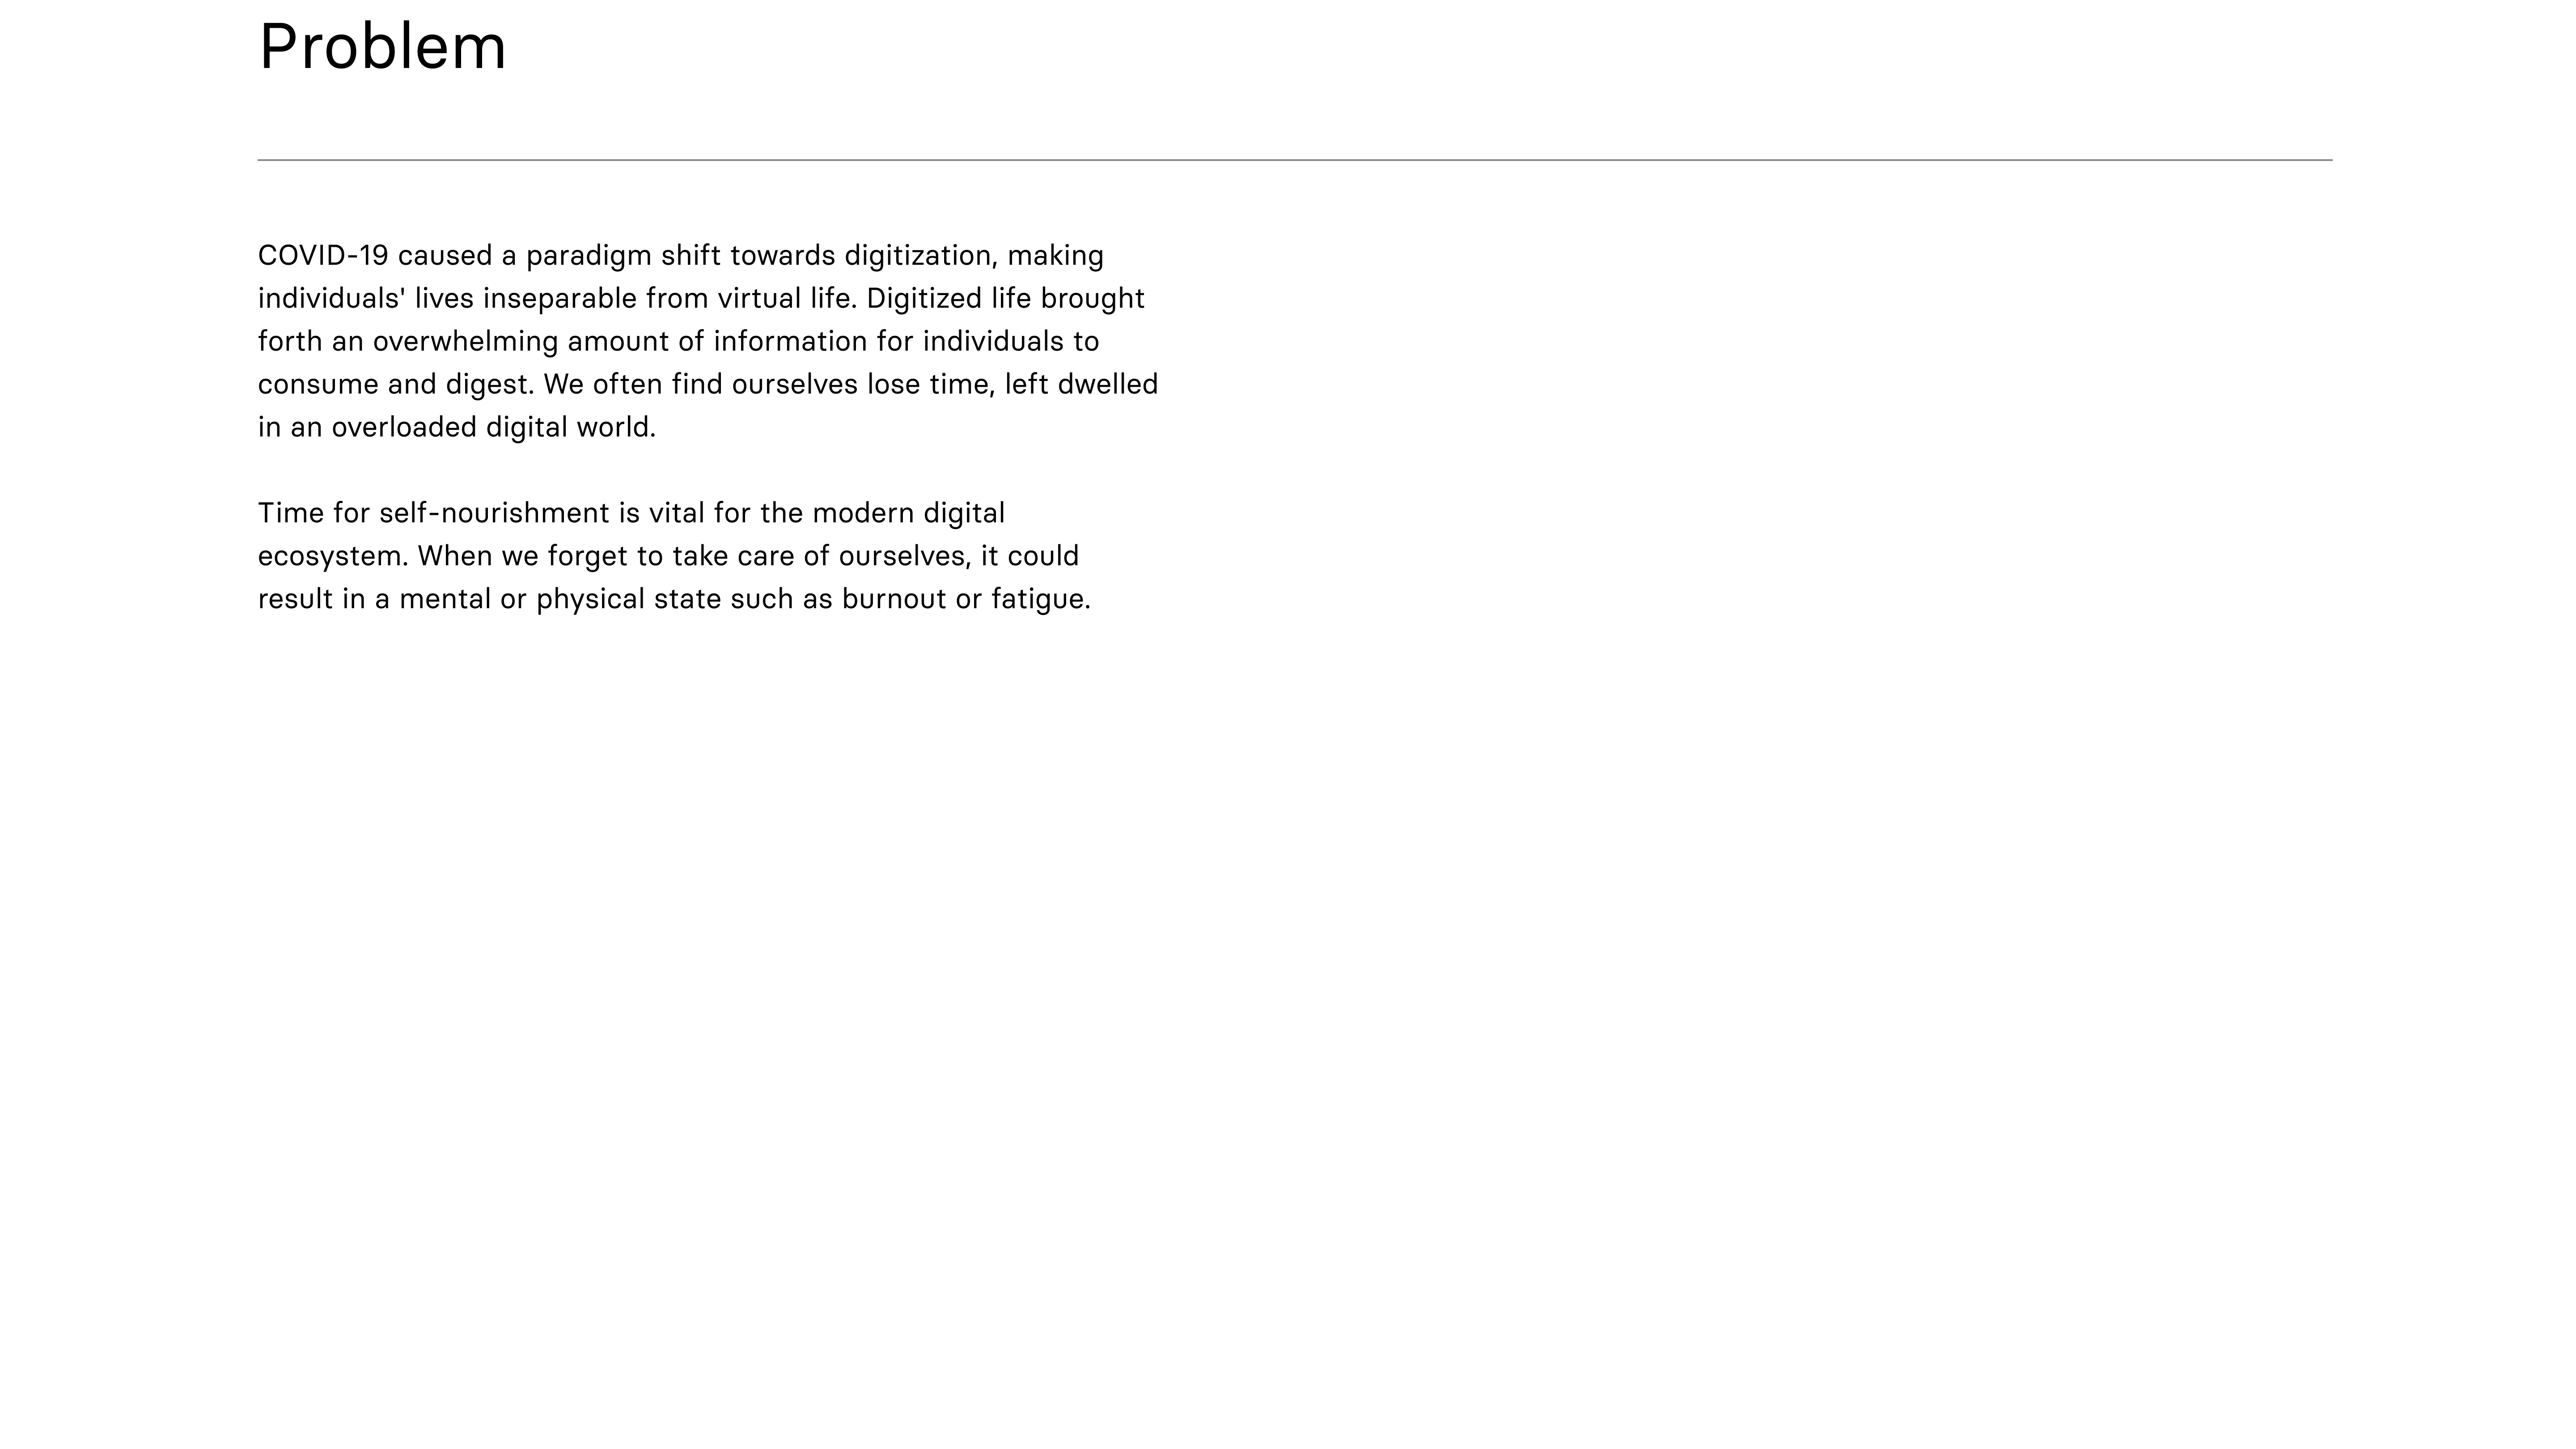 Problem
COVID-19 caused a paradigm shift towards digitization, making
individuals' lives inseparable from virtual life. Digitized life brought
forth an overwhelming amount of information for individuals to
consume and digest. We often find ourselves lose time, left dwelled
in an overloaded digital world.
Time for self-nourishment is vital for the modern digital
ecosystem. When we forget to take care of ourselves, it could
result in a mental or physical state such as burnout or fatigue.